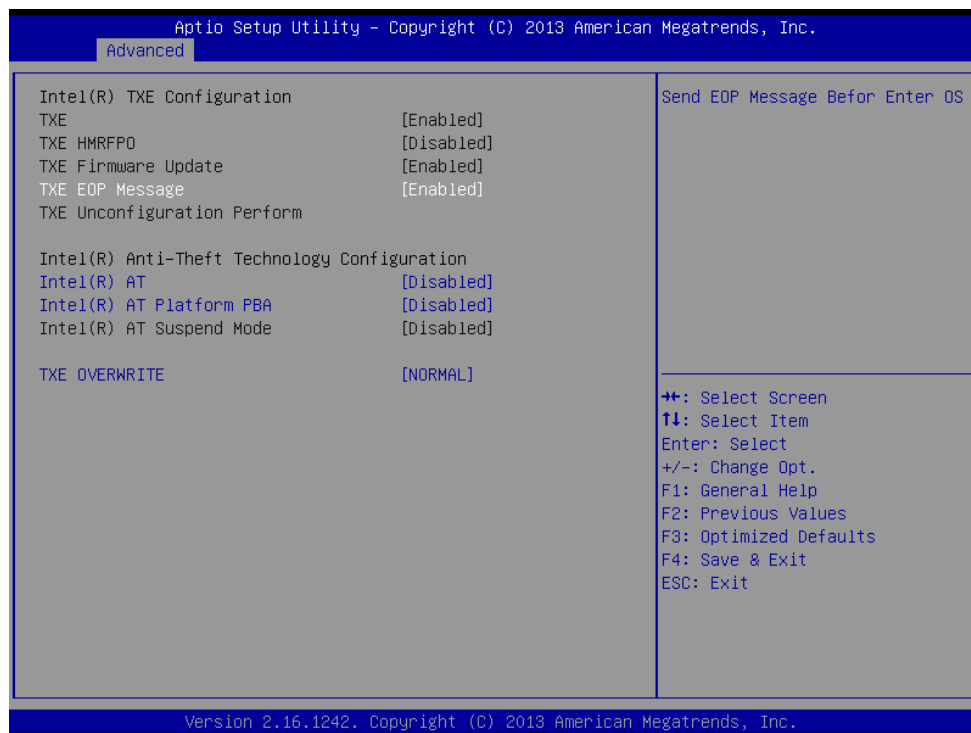 Aptio Setup Utility – Copyright (C) 2013 American Megatrends, Inc.
Advanced
Intel(R) TXE Configuration
TXE [Enabled]
TXE HMRFPO [Disabled]
TXE Firmware Update [Enabled]
TXE EOP Message [Enabled]
TXE Unconfiguration Perform
Intel(R) Anti-Theft Technology Configuration
Intel(R) AT [Disabled]
Intel(R) AT Platform PBA [Disabled]
Intel(R) AT Suspend Mode [Disabled]
TXE OVERWRITE [NORMAL]
Send EOP Message Befor Enter OS
→←: Select Screen
↑↓: Select Item
Enter: Select
+/-: Change Opt.
F1: General Help
F2: Previous Values
F3: Optimized Defaults
F4: Save & Exit
ESC: Exit
Version 2.16.1242. Copyright (C) 2013 American Megatrends, Inc.